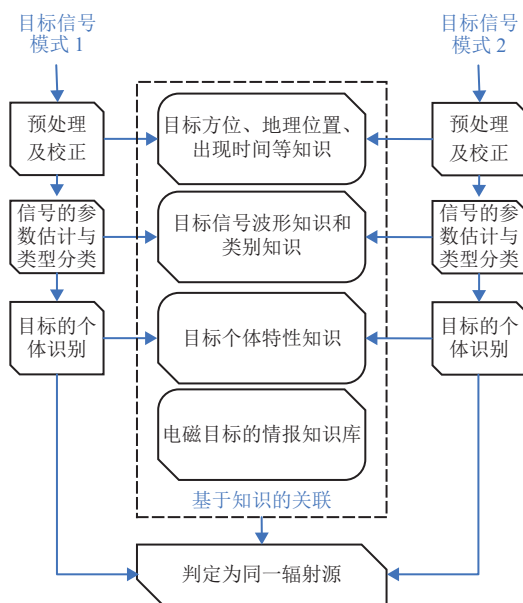 目标信号
模式 1
目标信号
模式 2
预处理
及校正
目标方位、地理位置、
出现时间等知识
预处理
及校正
信号的参
数估计与
类型分类
目标信号波形知识和
类别知识
信号的参
数估计与
类型分类
目标的个
体识别
目标个体特性知识
目标的个
体识别
电磁目标的情报知识库
基于知识的关联
判定为同一辐射源